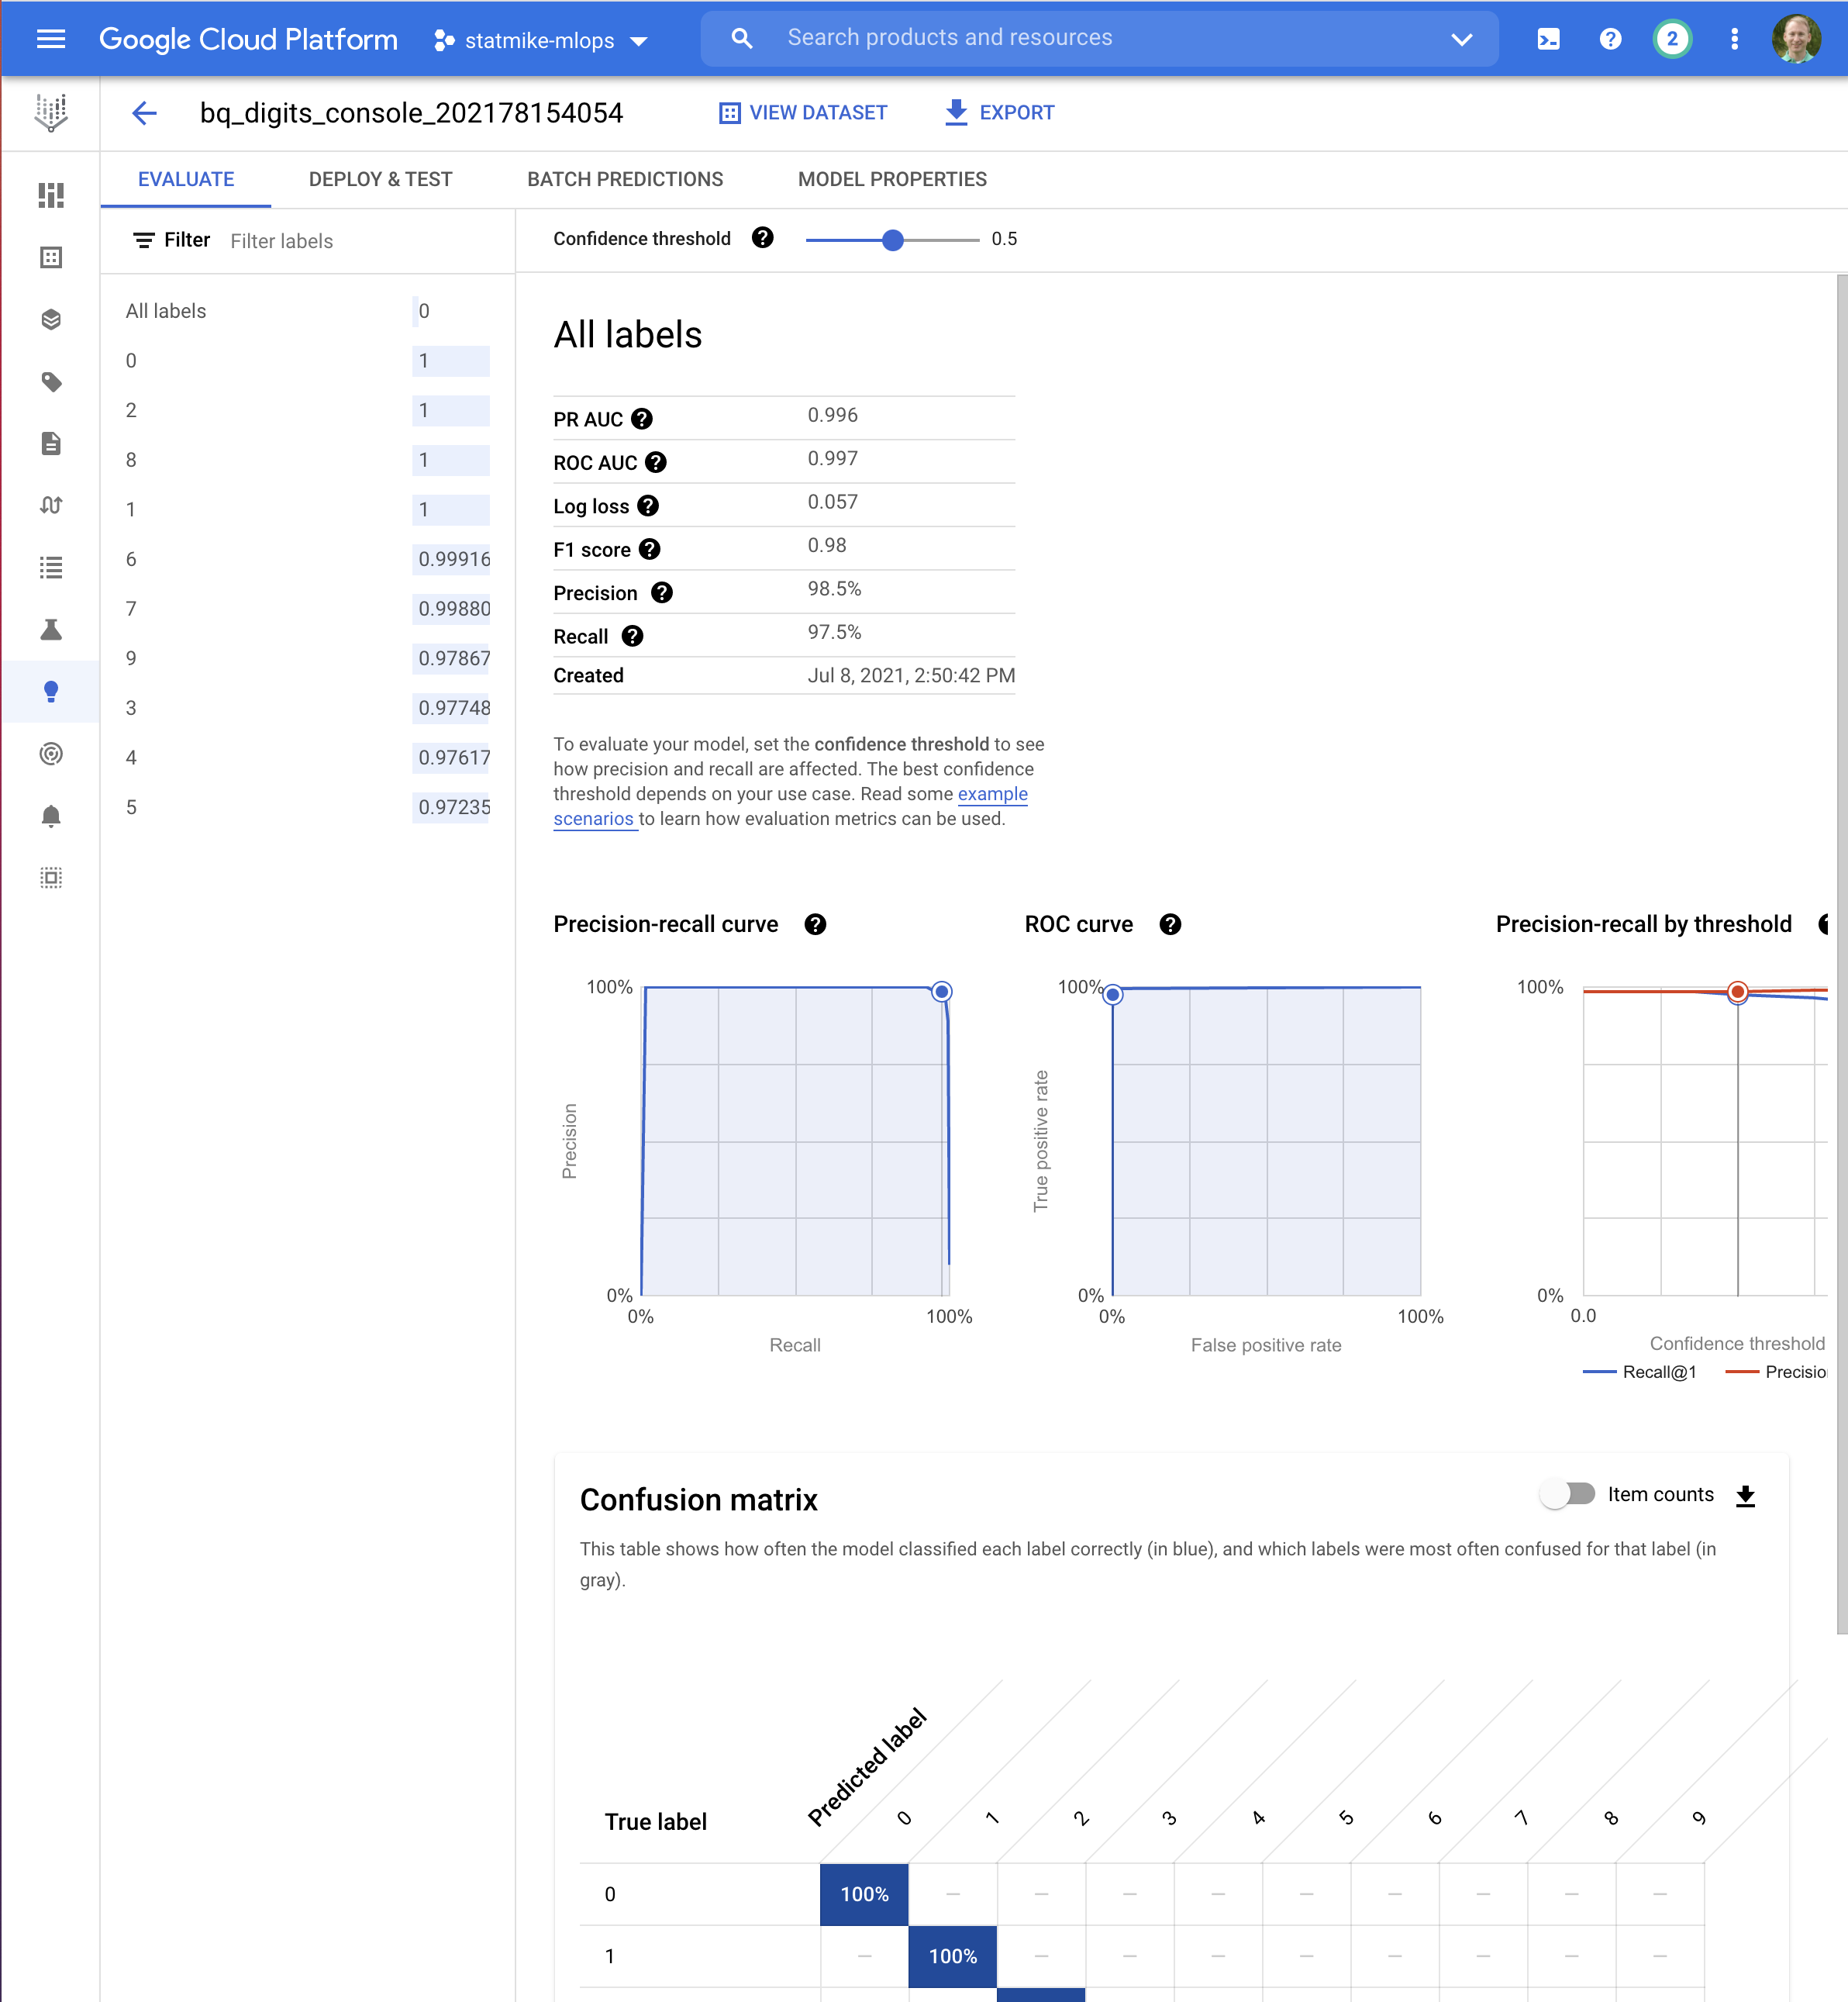 Google Cloud Platform
statmike-mlops
Search products and resources
2
bq_digits_console_202178154054
VIEW DATASET
EXPORT
EVALUATE
DEPLOY & TEST
BATCH PREDICTIONS
MODEL PROPERTIES
Filter Filter labels
Confidence threshold
0.5
All labels 0
0 1
2 1
8 1
1 1
6 0.99916
7 0.99880
9 0.97867
3 0.97748
4 0.97617
5 0.97235
All labels
PR AUC 0.996
ROC AUC 0.997
Log loss 0.057
F1 score 0.98
Precision 98.5%
Recall 97.5%
Created Jul 8, 2021, 2:50:42 PM
To evaluate your model, set the confidence threshold to see
how precision and recall are affected. The best confidence
threshold depends on your use case. Read some example
scenarios to learn how evaluation metrics can be used.
Precision-recall curve
100%
Precision
0%
0% 100%
Recall
ROC curve
100%
True positive rate
0%
0% 100%
False positive rate
Precision-recall by threshold
100%
0%
0.0
Confidence threshold
Recall@1 Precisio
Confusion matrix
Item counts
This table shows how often the model classified each label correctly (in blue), and which labels were most often confused for that label (in
gray).
Predicted label
True label 0 1 2 3 4 5 6 7 8 9
0 100% – – – – – – – – –
1 – 100% – – – – – – – –